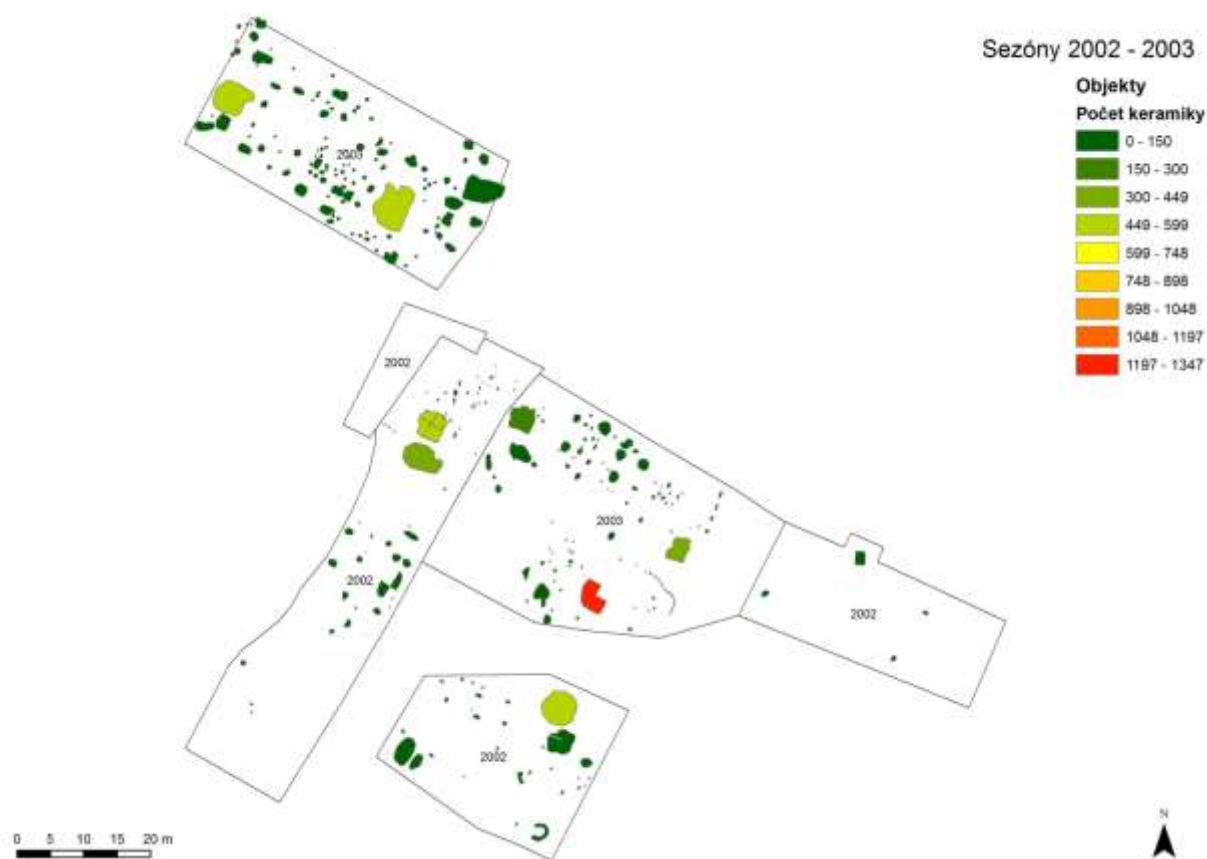 Sezóny 2002 - 2003
Objekty
Počet keramiky
0 - 150
150 - 300
300 - 449
449 - 599
599 - 748
748 - 898
898 - 1048
1048 - 1197
1197 - 1347
2003
2002
2003
2002
2002
2002
0 5 10 15 20 m
N